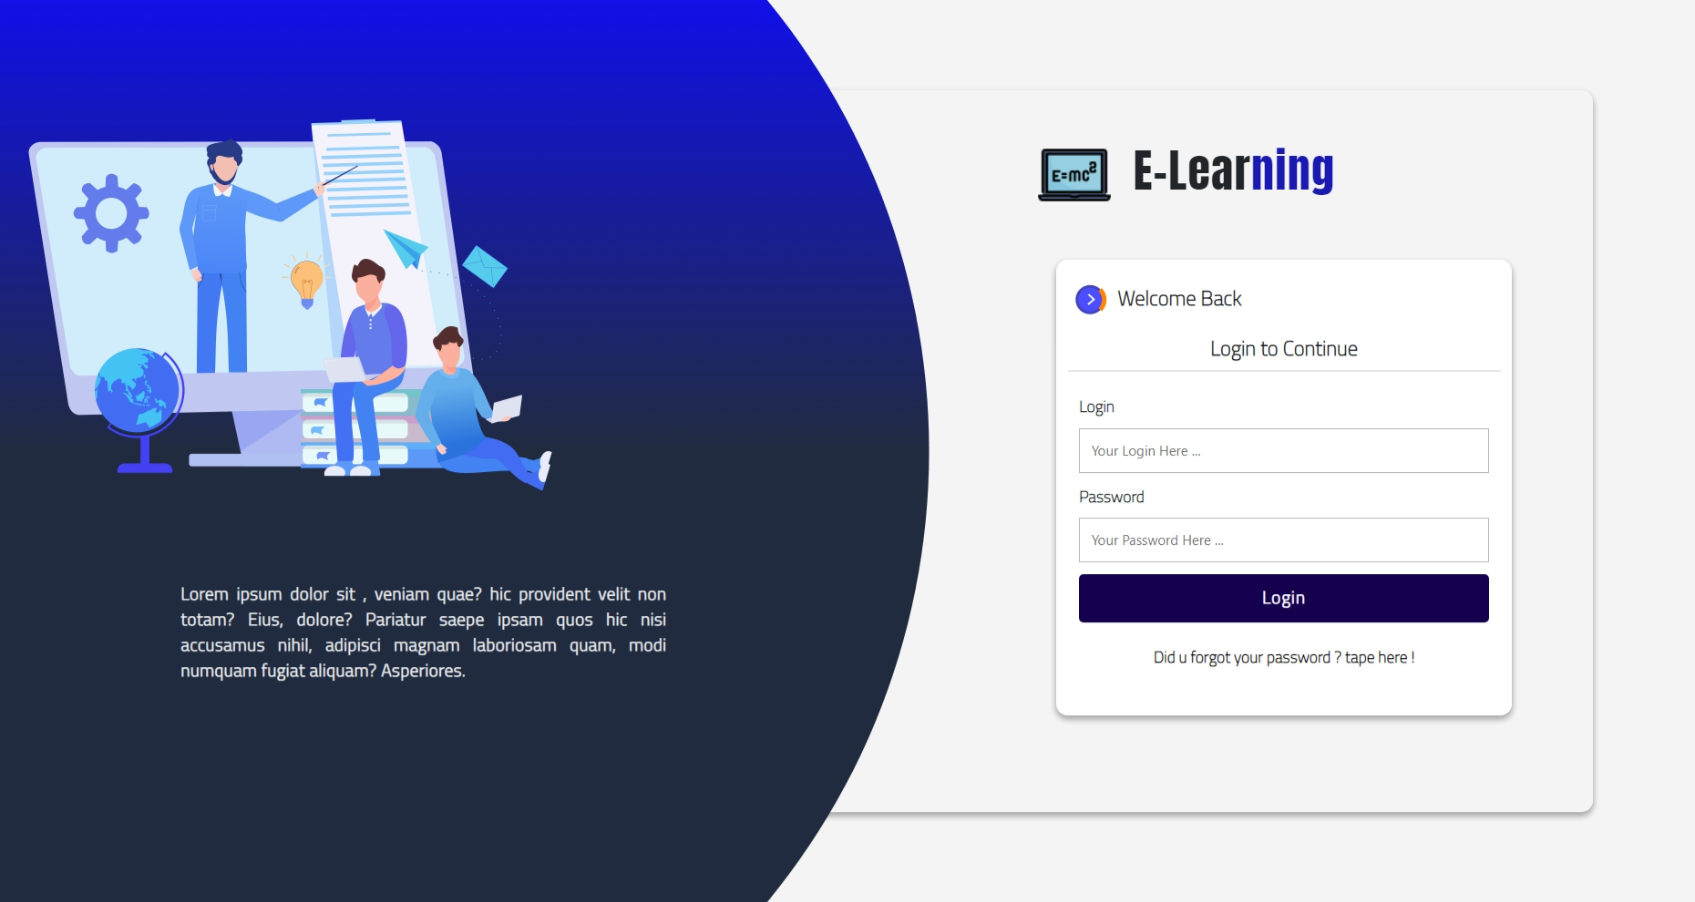 E=mc²
E-Learning
Welcome Back
Login to Continue
Login
Your Login Here ...
Password
Your Password Here ...
Login
Did u forgot your password ? tape here !
Lorem ipsum dolor sit , veniam quae? hic provident velit non
totam? Eius, dolore? Pariatur saepe ipsam quos hic nisi
accusamus nihil, adipisci magnam laboriosam quam, modi
numquam fugiat aliquam? Asperiores.